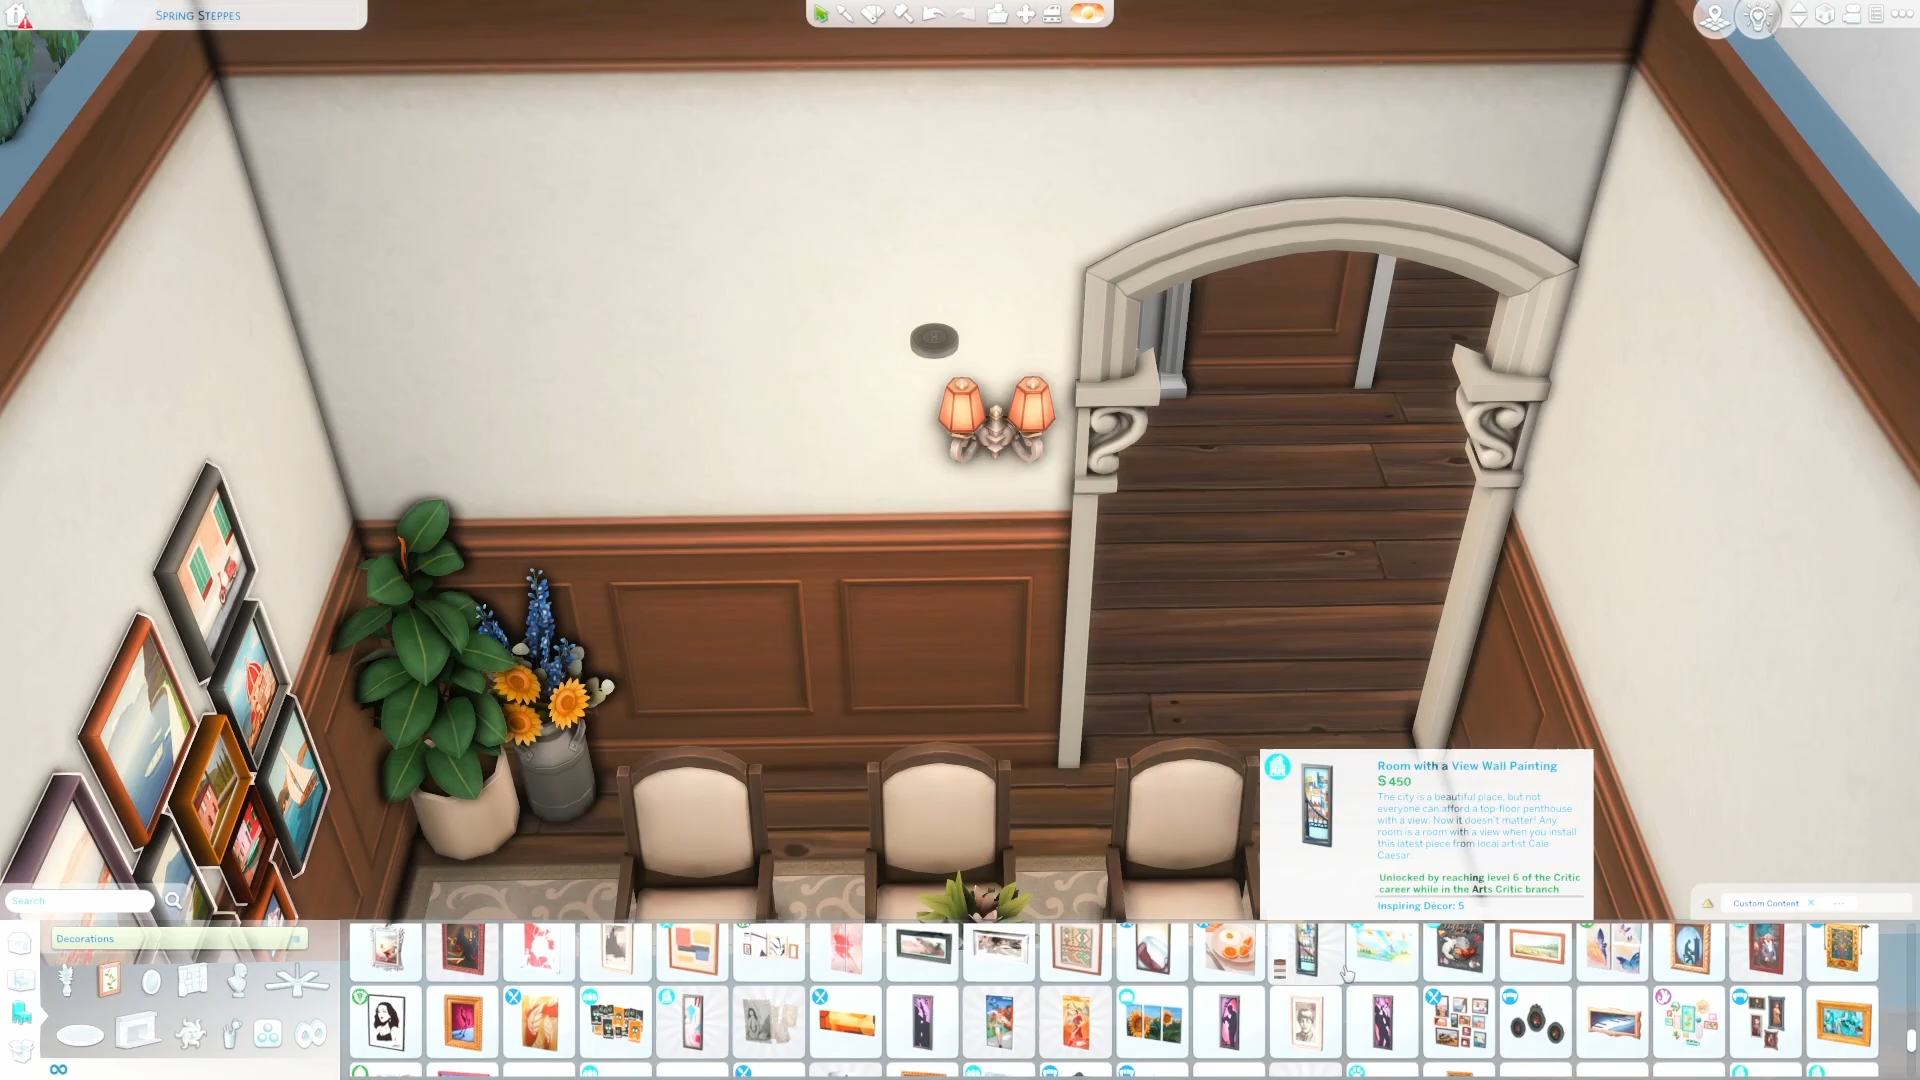 Spring Steppes
Room with a View Wall Painting
§450
The city is a beautiful place, but not
everyone can afford a top-floor penthouse
with a view. Now it doesn't matter! Any
room is a room with a view when you install
this latest piece from local artist Cale
Caesar.
Unlocked by reaching level 6 of the Critic
career while in the Arts Critic branch
Inspiring Décor: 5
Search
Custom Content
Decorations